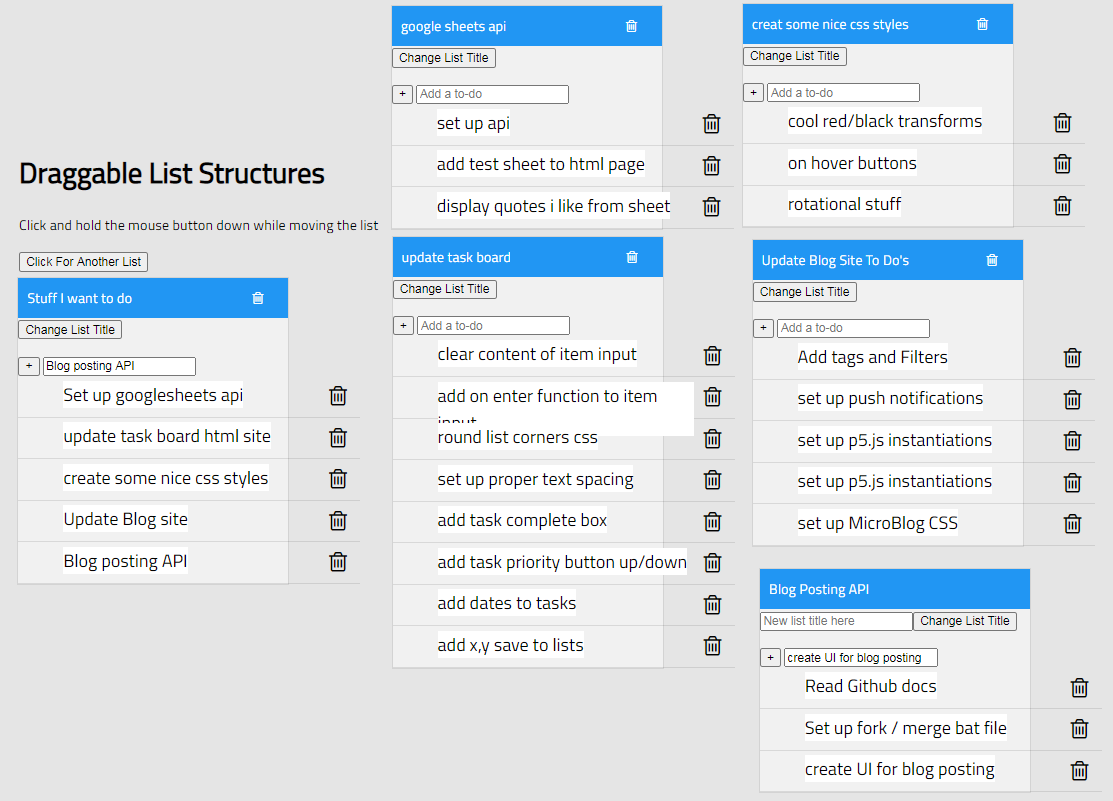 Draggable List Structures
Click and hold the mouse button down while moving the list
Click For Another List
Stuff I want to do
Change List Title
+ Blog posting API
Set up googlesheets api
update task board html site
create some nice css styles
Update Blog site
Blog posting API
google sheets api
Change List Title
+ Add a to-do
set up api
add test sheet to html page
display quotes i like from sheet
update task board
Change List Title
+ Add a to-do
clear content of item input
add on enter function to item
input
round list corners css
set up proper text spacing
add task complete box
add task priority button up/down
add dates to tasks
add x,y save to lists
creat some nice css styles
Change List Title
+ Add a to-do
cool red/black transforms
on hover buttons
rotational stuff
Update Blog Site To Do's
Change List Title
+ Add a to-do
Add tags and Filters
set up push notifications
set up p5.js instantiations
set up p5.js instantiations
set up MicroBlog CSS
Blog Posting API
New list title here Change List Title
+ create UI for blog posting
Read Github docs
Set up fork / merge bat file
create UI for blog posting